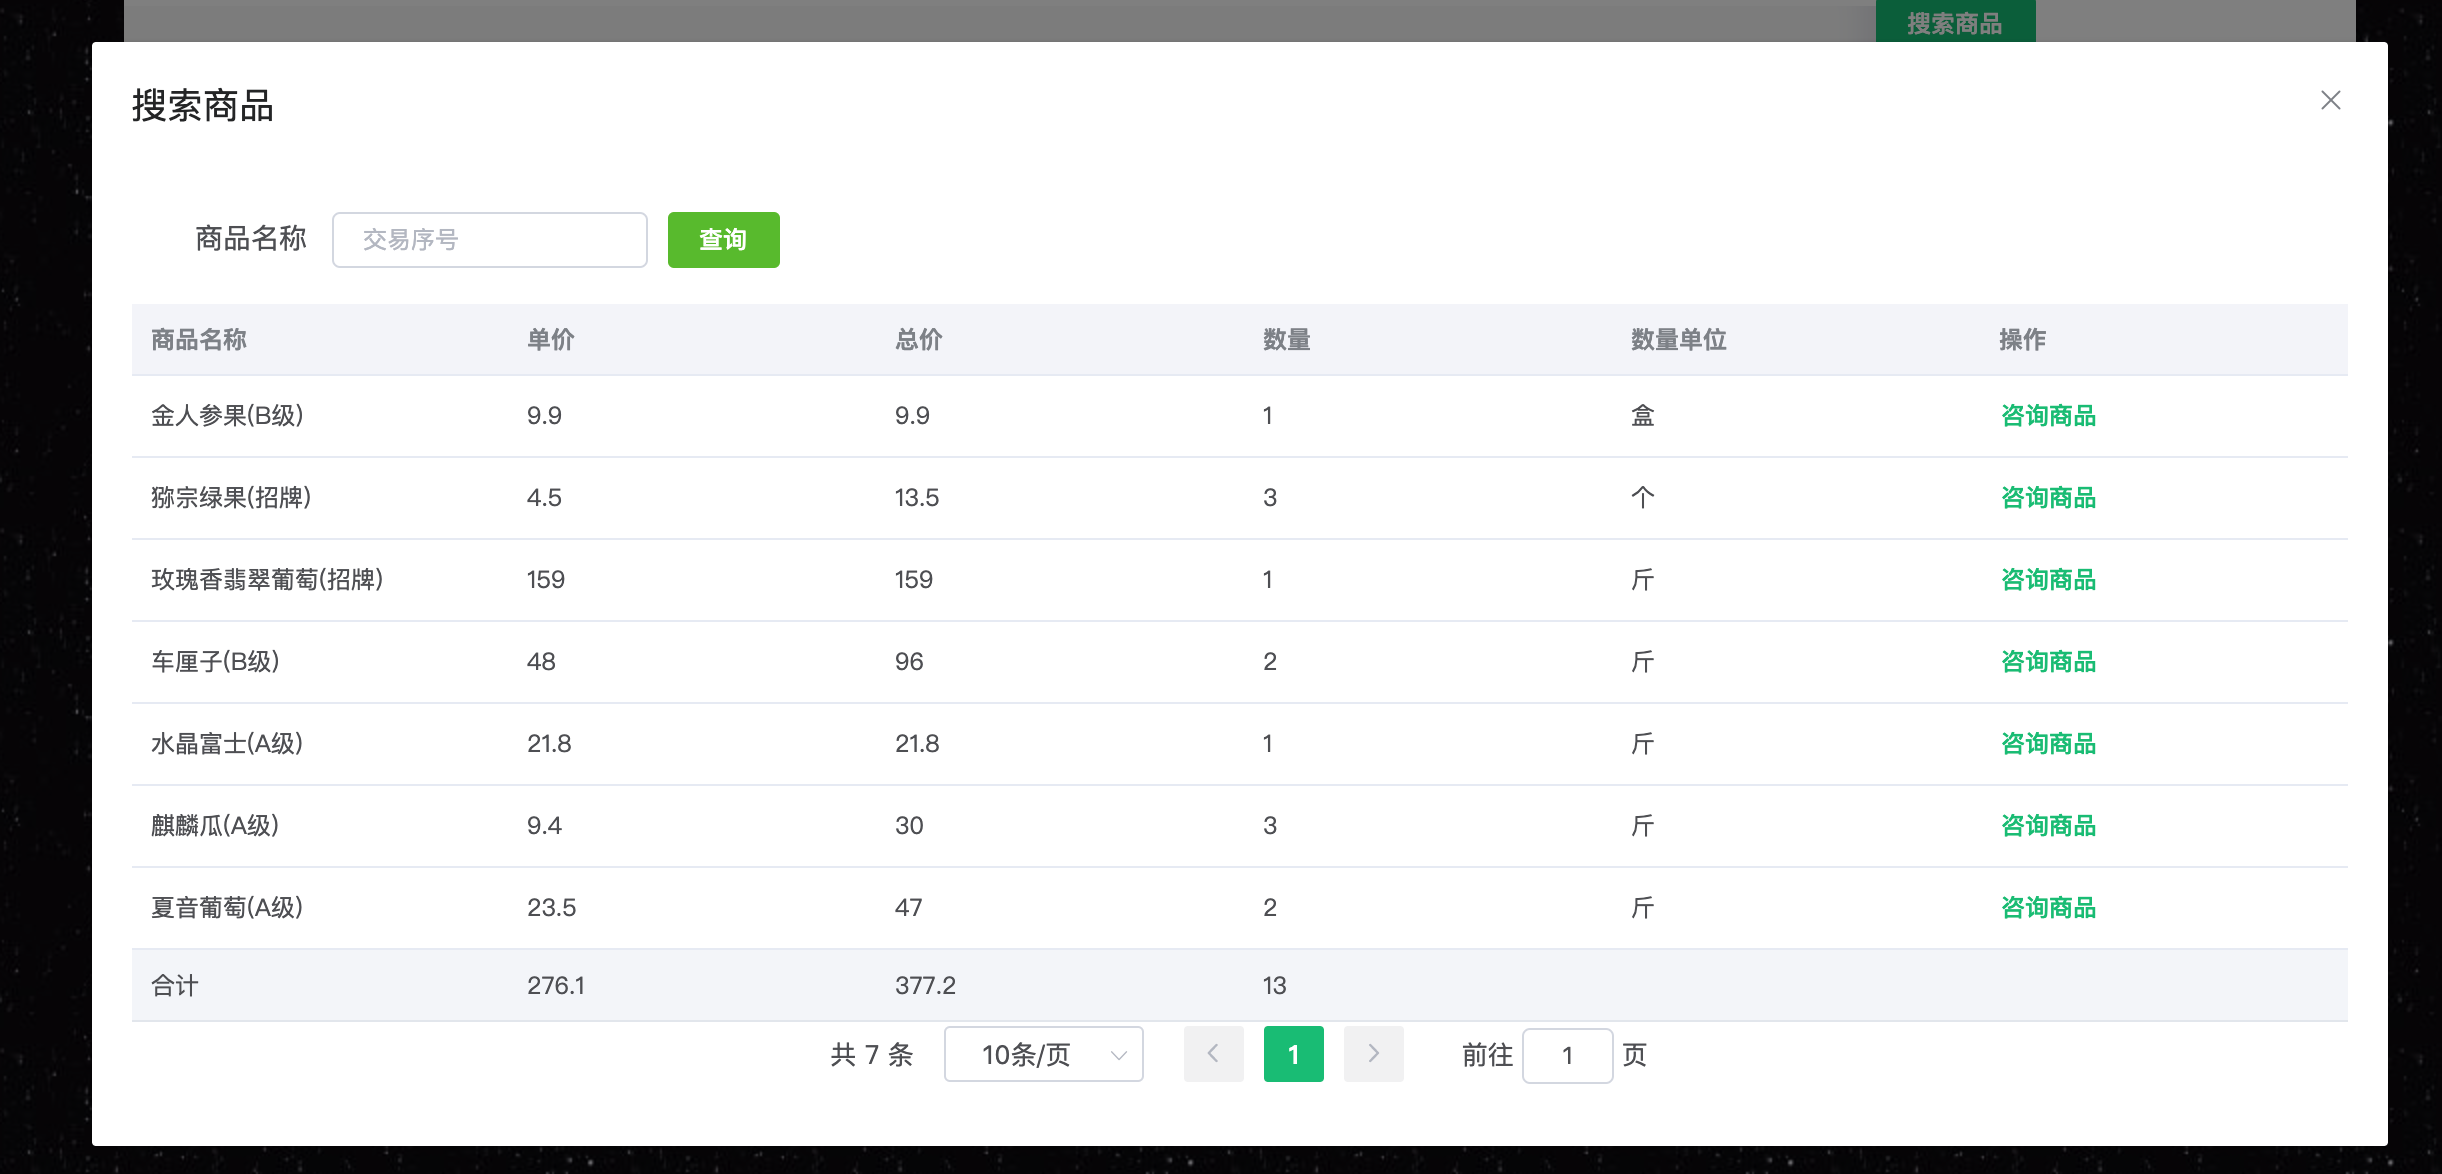 搜索商品
搜索商品
商品名称 交易序号 查询
商品名称 单价 总价 数量 数量单位 操作
金人参果(B级) 9.9 9.9 1 盒 咨询商品
猕宗绿果(招牌) 4.5 13.5 3 个 咨询商品
玫瑰香翡翠葡萄(招牌) 159 159 1 斤 咨询商品
车厘子(B级) 48 96 2 斤 咨询商品
水晶富士(A级) 21.8 21.8 1 斤 咨询商品
麒麟瓜(A级) 9.4 30 3 斤 咨询商品
夏音葡萄(A级) 23.5 47 2 斤 咨询商品
合计 276.1 377.2 13
共 7 条 10条/页 1 前往 1 页